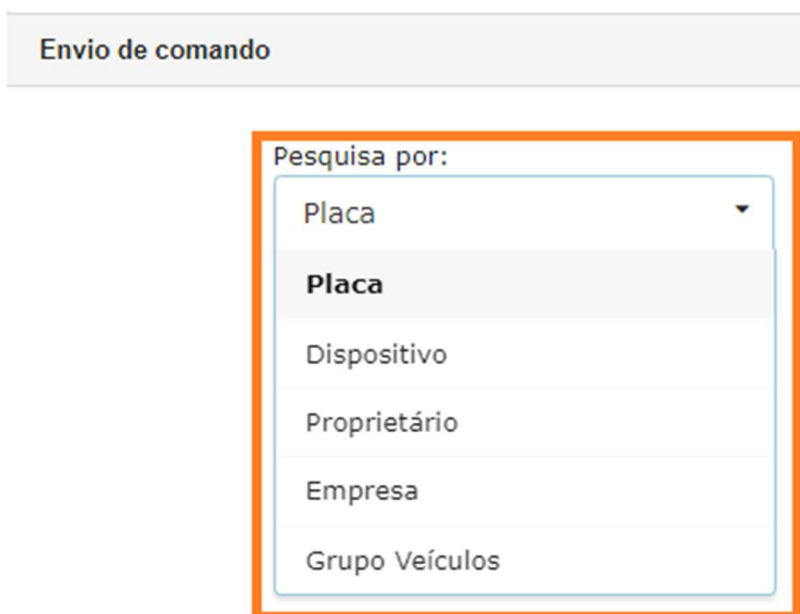 Envio de comando
Pesquisa por:
Placa
Placa
Dispositivo
Proprietário
Empresa
Grupo Veículos